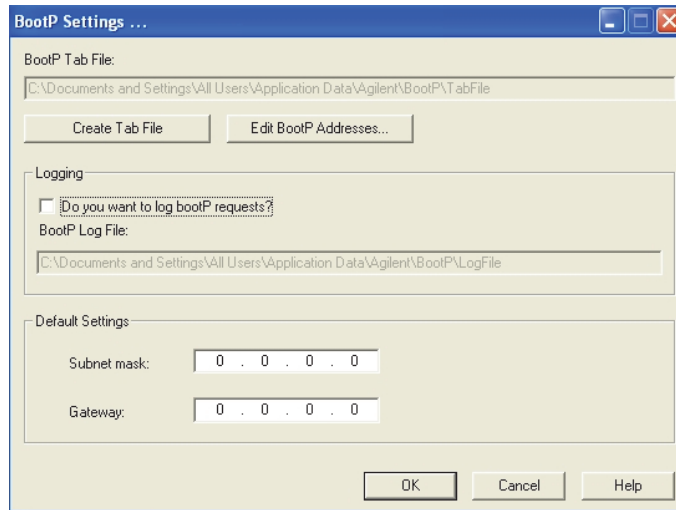 BootP Settings ...
BootP Tab File:
C:\Documents and Settings\All Users\Application Data\Agilent\BootP\TabFile
Create Tab File Edit BootP Addresses...
Logging
Do you want to log bootP requests?
BootP Log File:
C:\Documents and Settings\All Users\Application Data\Agilent\BootP\LogFile
Default Settings
Subnet mask: 0 . 0 . 0 . 0
Gateway: 0 . 0 . 0 . 0
OK Cancel Help